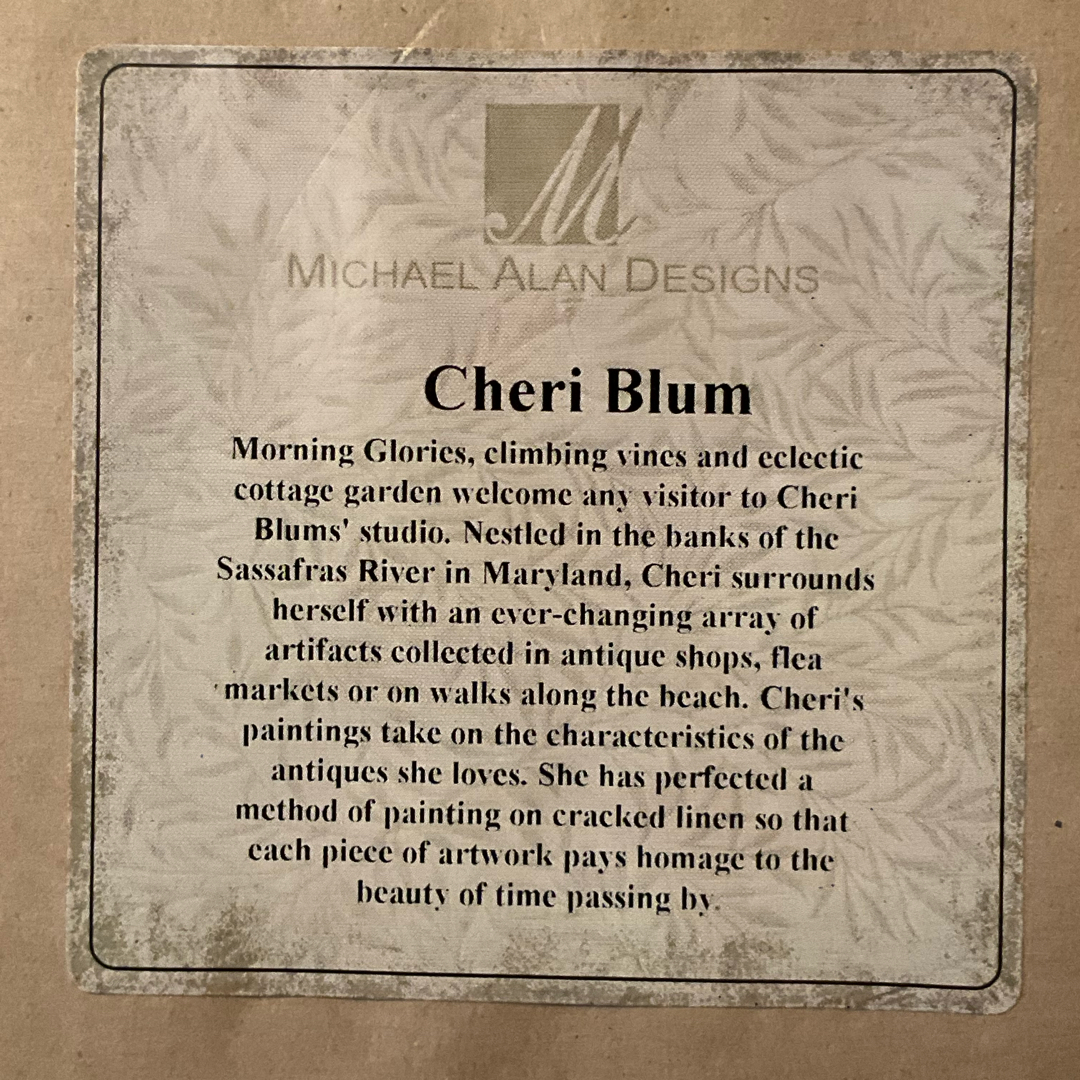 M
MICHAEL ALAN DESIGNS
Cheri Blum
Morning Glories, climbing vines and eclectic
cottage garden welcome any visitor to Cheri
Blums' studio. Nestled in the banks of the
Sassafras River in Maryland, Cheri surrounds
herself with an ever-changing array of
artifacts collected in antique shops, flea
markets or on walks along the beach. Cheri's
paintings take on the characteristics of the
antiques she loves. She has perfected a
method of painting on cracked linen so that
each piece of artwork pays homage to the
beauty of time passing by.